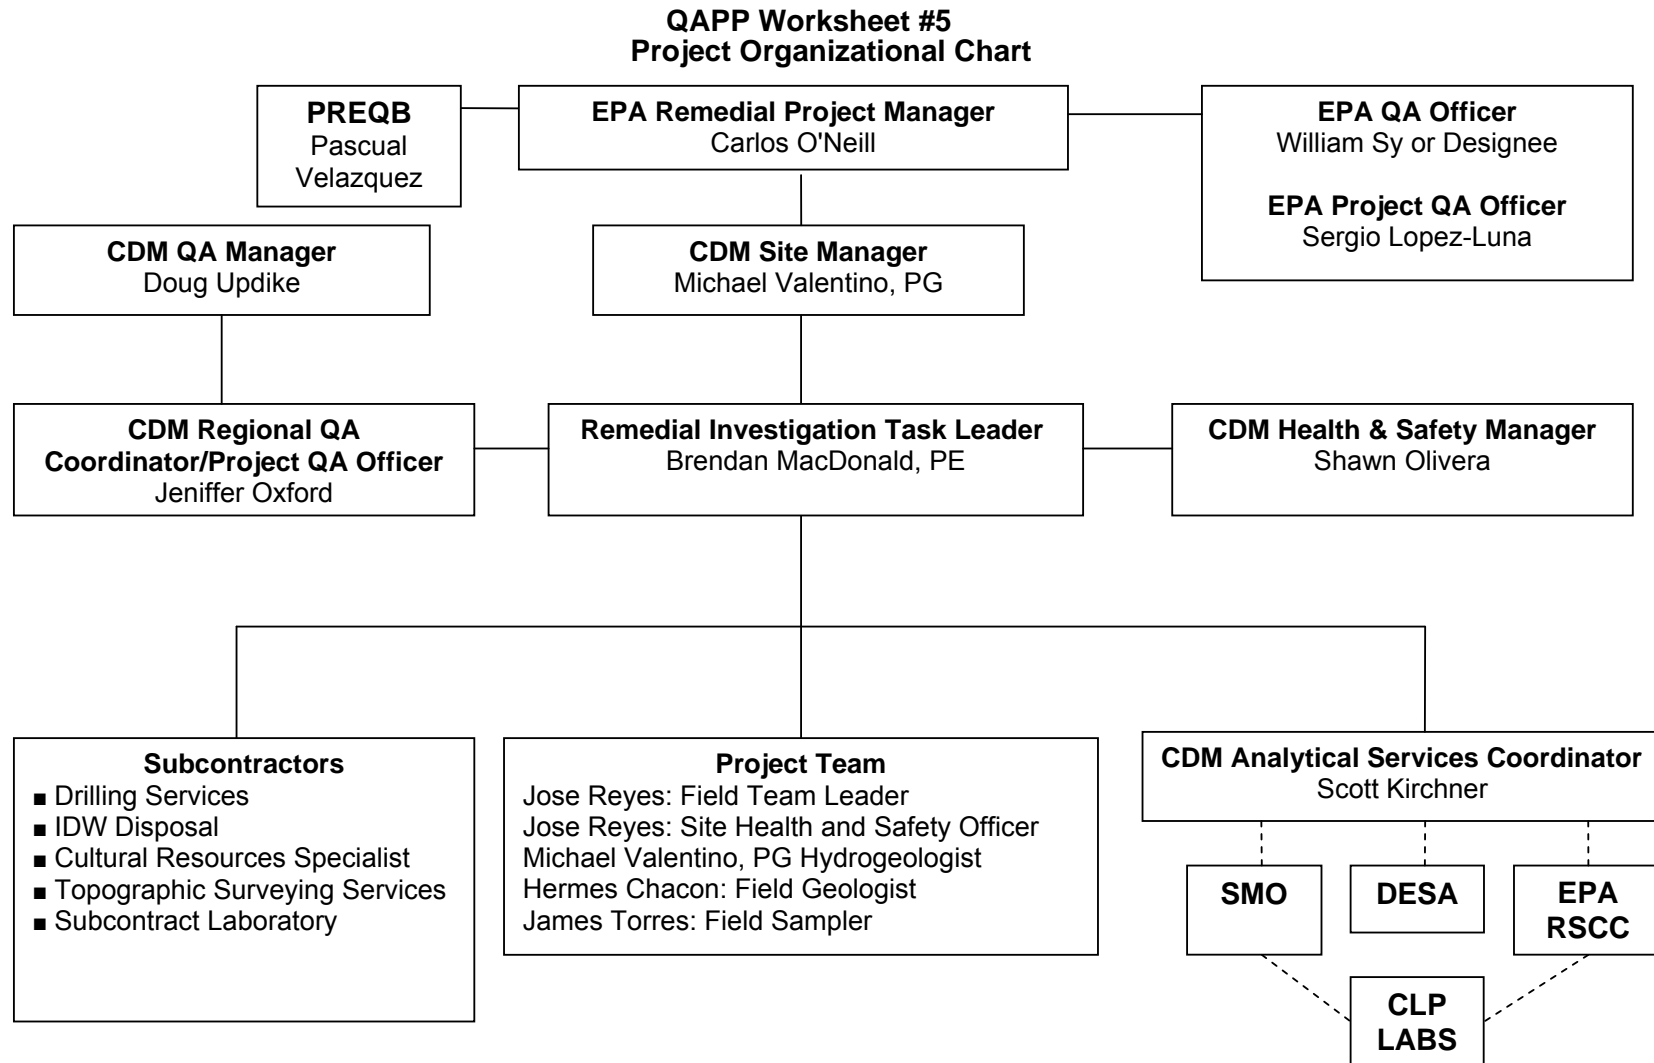 QAPP Worksheet #5
Project Organizational Chart
PREQB
Pascual
Velazquez
EPA Remedial Project Manager
Carlos O'Neill
EPA QA Officer
William Sy or Designee
EPA Project QA Officer
Sergio Lopez-Luna
CDM QA Manager
Doug Updike
CDM Site Manager
Michael Valentino, PG
CDM Regional QA
Coordinator/Project QA Officer
Jeniffer Oxford
Remedial Investigation Task Leader
Brendan MacDonald, PE
CDM Health & Safety Manager
Shawn Olivera
Subcontractors
■ Drilling Services
■ IDW Disposal
■ Cultural Resources Specialist
■ Topographic Surveying Services
■ Subcontract Laboratory
Project Team
Jose Reyes: Field Team Leader
Jose Reyes: Site Health and Safety Officer
Michael Valentino, PG Hydrogeologist
Hermes Chacon: Field Geologist
James Torres: Field Sampler
CDM Analytical Services Coordinator
Scott Kirchner
SMO
DESA
EPA
RSCC
CLP
LABS